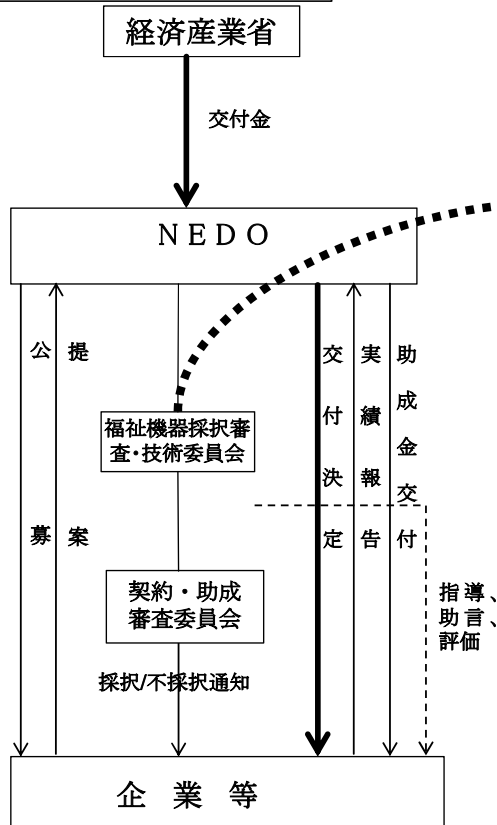 経済産業省
交付金
NEDO
公募
提案
福祉機器採択審
査・技術委員会
交付決定
実績報告
助成金交付
契約・助成
審査委員会
採択/不採択通知
指導、
助言、
評価
企業等